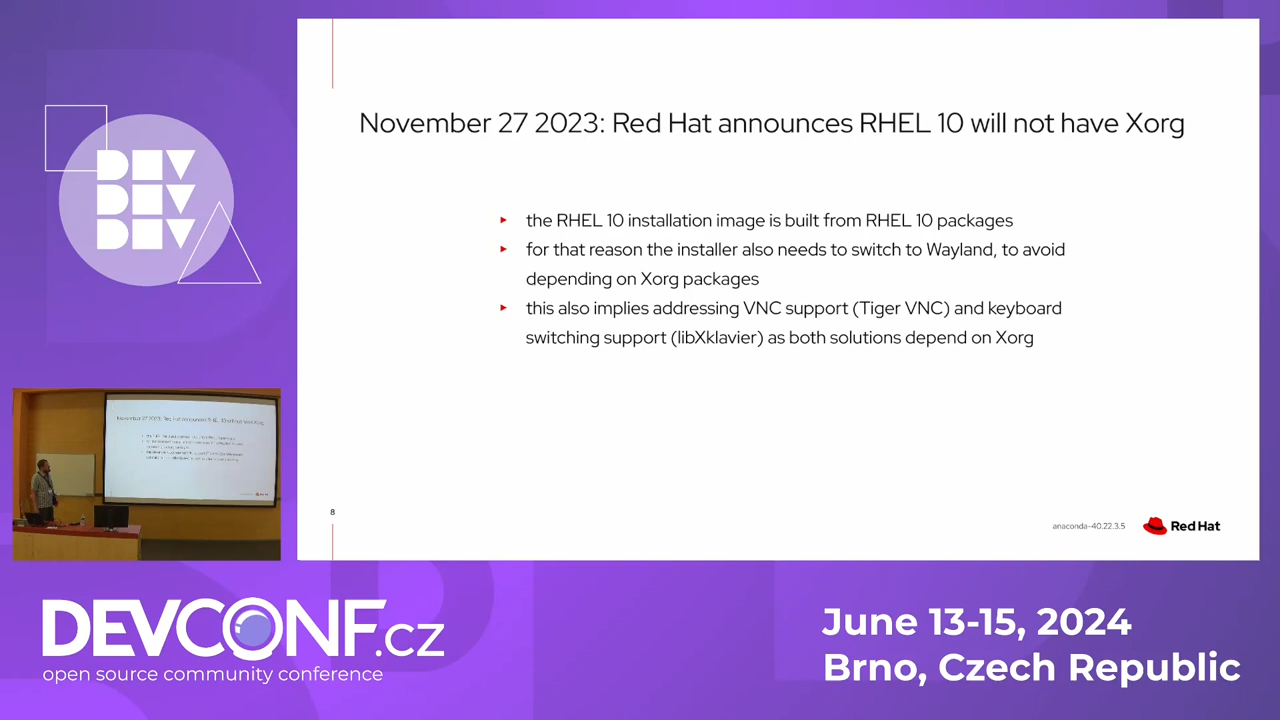 DEV
DEV
DEV
November 27 2023: Red Hat announces RHEL 10 will not have Xorg
the RHEL 10 installation image is built from RHEL 10 packages
for that reason the installer also needs to switch to Wayland, to avoid
depending on Xorg packages
this also implies addressing VNC support (Tiger VNC) and keyboard
switching support (libXklavier) as both solutions depend on Xorg
8
anaconda-40.22.3.5
Red Hat
DEVCONF.cz
open source community conference
June 13-15, 2024
Brno, Czech Republic